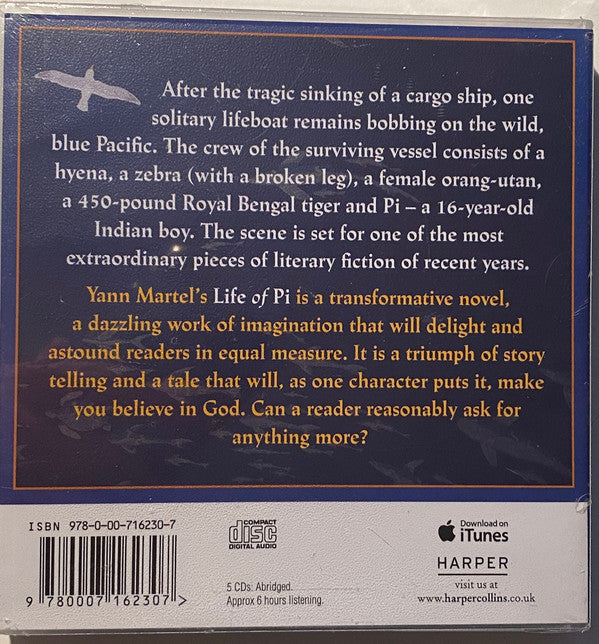 After the tragic sinking of a cargo ship, one
solitary lifeboat remains bobbing on the wild,
blue Pacific. The crew of the surviving vessel consists of a
hyena, a zebra (with a broken leg), a female orang-utan,
a 450-pound Royal Bengal tiger and Pi – a 16-year-old
Indian boy. The scene is set for one of the most
extraordinary pieces of literary fiction of recent years.
Yann Martel's Life of Pi is a transformative novel,
a dazzling work of imagination that will delight and
astound readers in equal measure. It is a triumph of story
telling and a tale that will, as one character puts it, make
you believe in God. Can a reader reasonably ask for
anything more?
ISBN 978-0-00-716230-7
9 780007 162307 >
COMPACT
disc
DIGITAL AUDIO
5 CDs: Abridged.
Approx 6 hours listening.
Download on
iTunes
HARPER
visit us at
www.harpercollins.co.uk